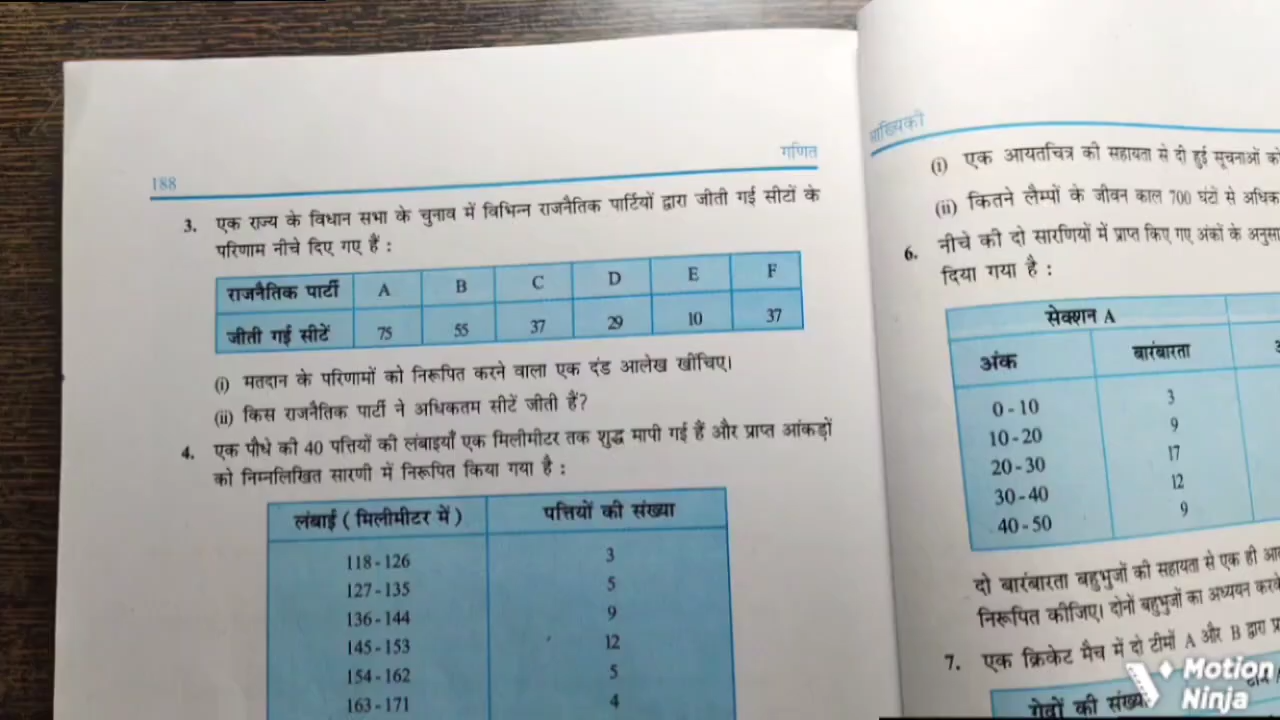 188
गणित
3. एक राज्य के विधान सभा के चुनाव में विभिन्न राजनैतिक पार्टियों द्वारा जीती गई सीटों के
परिणाम नीचे दिए गए हैं :
राजनैतिक पार्टी A B C D E F
जीती गई सीटें 75 55 37 29 10 37
(i) मतदान के परिणामों को निरूपित करने वाला एक दंड आलेख खींचिए।
(ii) किस राजनैतिक पार्टी ने अधिकतम सीटें जीती हैं?
4. एक पौधे की 40 पत्तियों की लंबाइयाँ एक मिलीमीटर तक शुद्ध मापी गई हैं और प्राप्त आंकड़ों
को निम्नलिखित सारणी में निरूपित किया गया है :
लंबाई ( मिलीमीटर में ) पत्तियों की संख्या
118 - 126 3
127 - 135 5
136 - 144 9
145 - 153 12
154 - 162 5
163 - 171 4
सांख्यिकी
(i) एक आयतचित्र की सहायता से दी हुई सूचनाओं को
(ii) कितने लैम्पों के जीवन काल 700 घंटों से अधिक
6. नीचे की दो सारणियों में प्राप्त किए गए अंकों के अनुसा
दिया गया है :
सेक्शन A
अंक बारंबारता
0 - 10 3
10 - 20 9
20 - 30 17
30 - 40 12
40 - 50 9
दो बारंबारता बहुभुजों की सहायता से एक ही
निरूपित कीजिए। दोनों बहुभुजों का अध्ययन
7. एक क्रिकेट मैच में दो टीमों A और B द्वारा
गेंदों की
Motion
Ninja